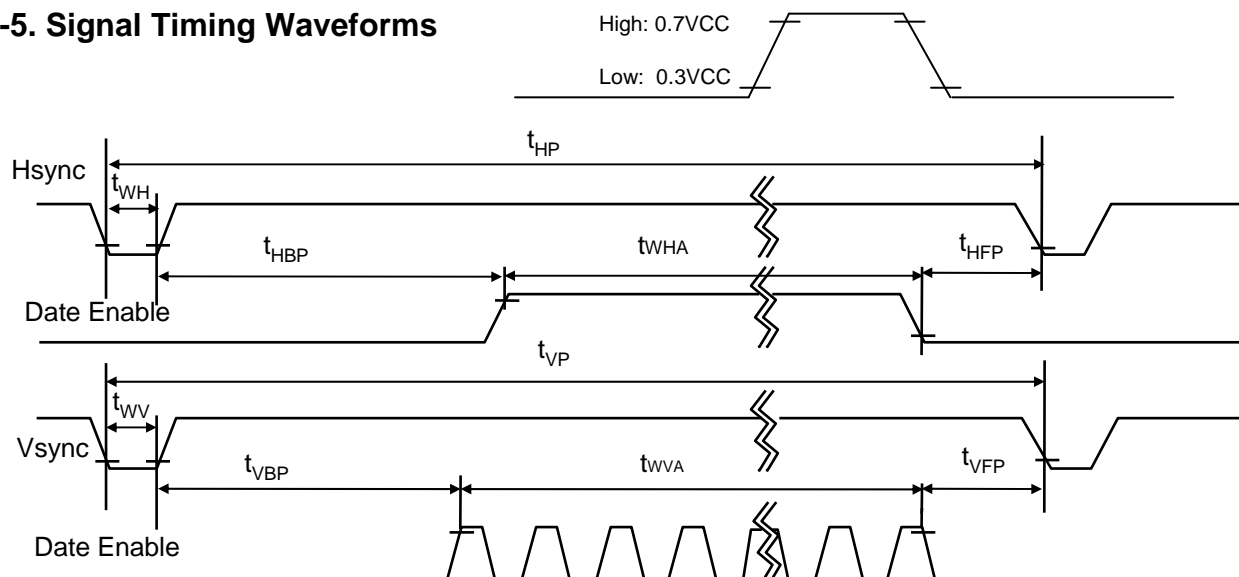 -5. Signal Timing Waveforms
High: 0.7VCC
Low: 0.3VCC
tHP
Hsync
tWH
tHBP
tWHA
tHFP
Date Enable
tVP
tWV
Vsync
tVBP
tWVA
tVFP
Date Enable